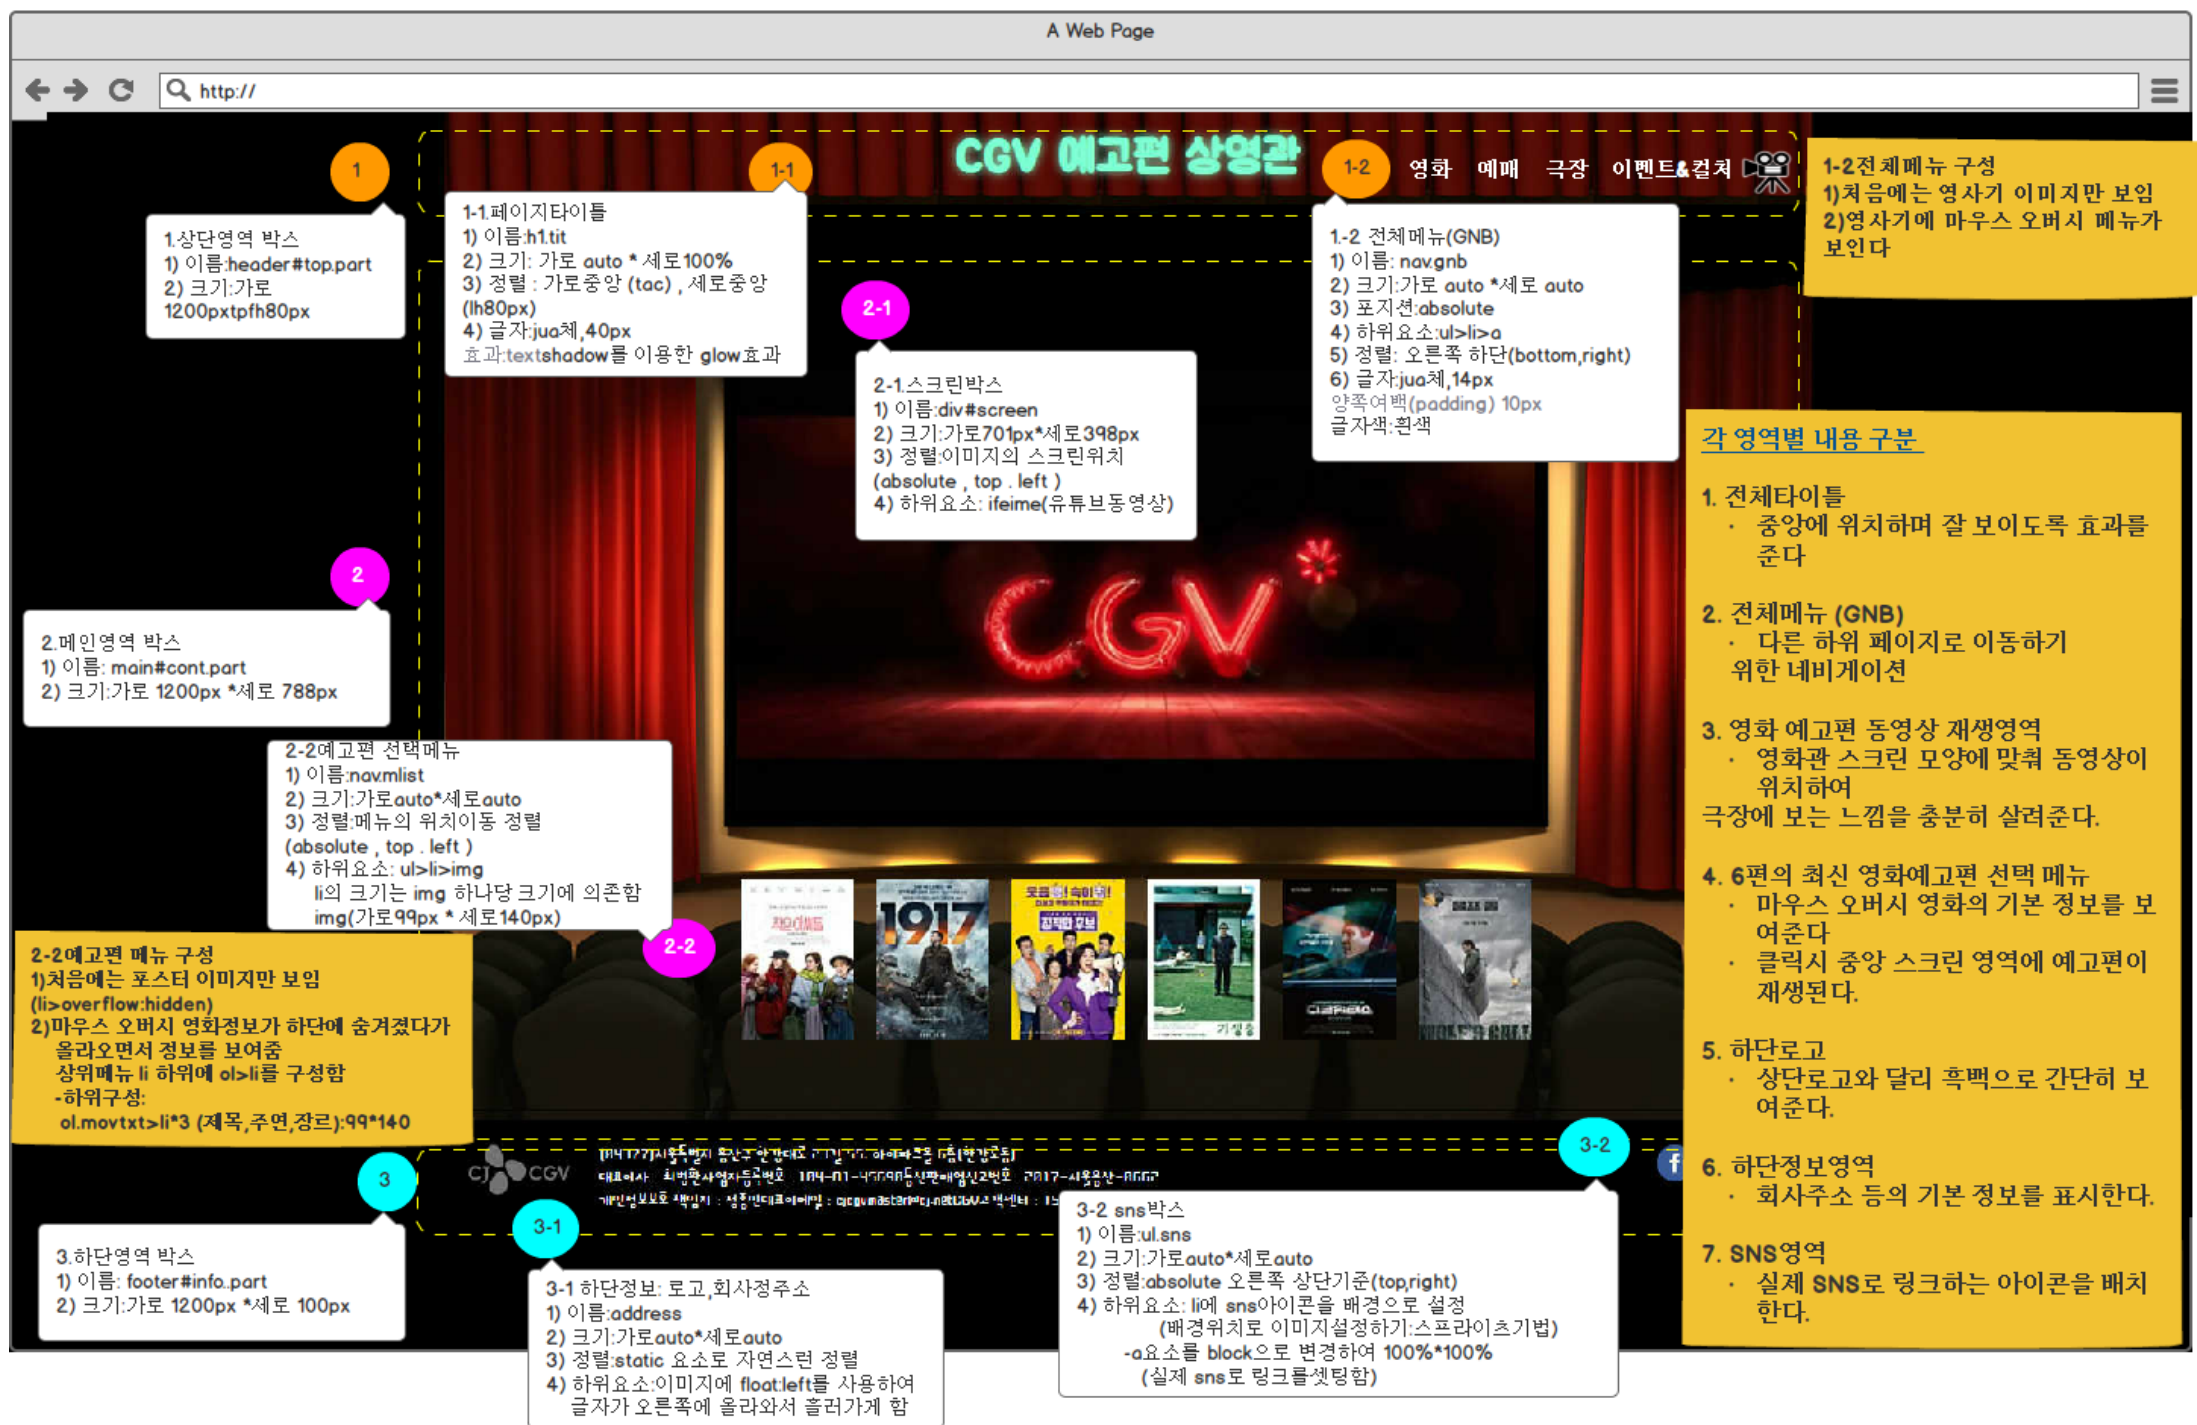 A Web Page
http://
CGV 예고편 상영관
영화 예매 극장 이벤트&컬처
1
1.상단영역 박스
1) 이름:header#top.part
2) 크기:가로
1200pxtpfh80px
1-1
1-1.페이지타이틀
1) 이름:h1.tit
2) 크기: 가로 auto * 세로100%
3) 정렬 : 가로중앙 (tac) , 세로중앙
(lh80px)
4) 글자:jua체,40px
효과:textshadow를 이용한 glow효과
1-2
1.-2 전체메뉴(GNB)
1) 이름: nav.gnb
2) 크기:가로 auto *세로 auto
3) 포지션:absolute
4) 하위요소:ul>li>a
5) 정렬: 오른쪽 하단(bottom,right)
6) 글자:jua체,14px
양쪽여백(padding) 10px
글자색:흰색
1-2전체메뉴 구성
1)처음에는 영사기 이미지만 보임
2)영사기에 마우스 오버시 메뉴가
보인다
2-1
2-1.스크린박스
1) 이름:div#screen
2) 크기:가로701px*세로398px
3) 정렬:이미지의 스크린위치
(absolute , top . left )
4) 하위요소: ifeime(유튜브동영상)
CGV
2
2.메인영역 박스
1) 이름: main#cont.part
2) 크기:가로 1200px *세로 788px
2-2예고편 선택메뉴
1) 이름:nav.mlist
2) 크기:가로auto*세로auto
3) 정렬:메뉴의 위치이동 정렬
(absolute , top . left )
4) 하위요소: ul>li>img
li의 크기는 img 하나당 크기에 의존함
img(가로99px * 세로140px)
2-2
2-2예고편 메뉴 구성
1)처음에는 포스터 이미지만 보임
(li>overflow:hidden)
2)마우스 오버시 영화정보가 하단에 숨겨졌다가
올라오면서 정보를 보여줌
상위메뉴 li 하위에 ol>li를 구성함
-하위구성:
ol.movtxt>li*3 (제목,주연,장르):99*140
작은 아씨들
1917
정직한 후보
기생충
각 영역별 내용 구분
1. 전체타이틀
· 중앙에 위치하며 잘 보이도록 효과를
준다
2. 전체메뉴 (GNB)
· 다른 하위 페이지로 이동하기
위한 네비게이션
3. 영화 예고편 동영상 재생영역
· 영화관 스크린 모양에 맞춰 동영상이
위치하여
극장에 보는 느낌을 충분히 살려준다.
4. 6편의 최신 영화예고편 선택 메뉴
· 마우스 오버시 영화의 기본 정보를 보
여준다
· 클릭시 중앙 스크린 영역에 예고편이
재생된다.
5. 하단로고
· 상단로고와 달리 흑백으로 간단히 보
여준다.
6. 하단정보영역
· 회사주소 등의 기본 정보를 표시한다.
7. SNS영역
· 실제 SNS로 링크하는 아이콘을 배치
한다.
3
3.하단영역 박스
1) 이름: footer#info..part
2) 크기:가로 1200px *세로 100px
CJ CGV
3-1
3-1 하단정보: 로고,회사정주소
1) 이름:address
2) 크기:가로auto*세로auto
3) 정렬:static 요소로 자연스런 정렬
4) 하위요소:이미지에 float:left를 사용하여
글자가 오른쪽에 올라와서 흘러가게 함
3-2
3-2 sns박스
1) 이름:ul.sns
2) 크기:가로auto*세로auto
3) 정렬:absolute 오른쪽 상단기준(top,right)
4) 하위요소: li에 sns아이콘을 배경으로 설정
(배경위치로 이미지설정하기:스프라이츠기법)
-a요소를 block으로 변경하여 100%*100%
(실제 sns로 링크를셋팅함)